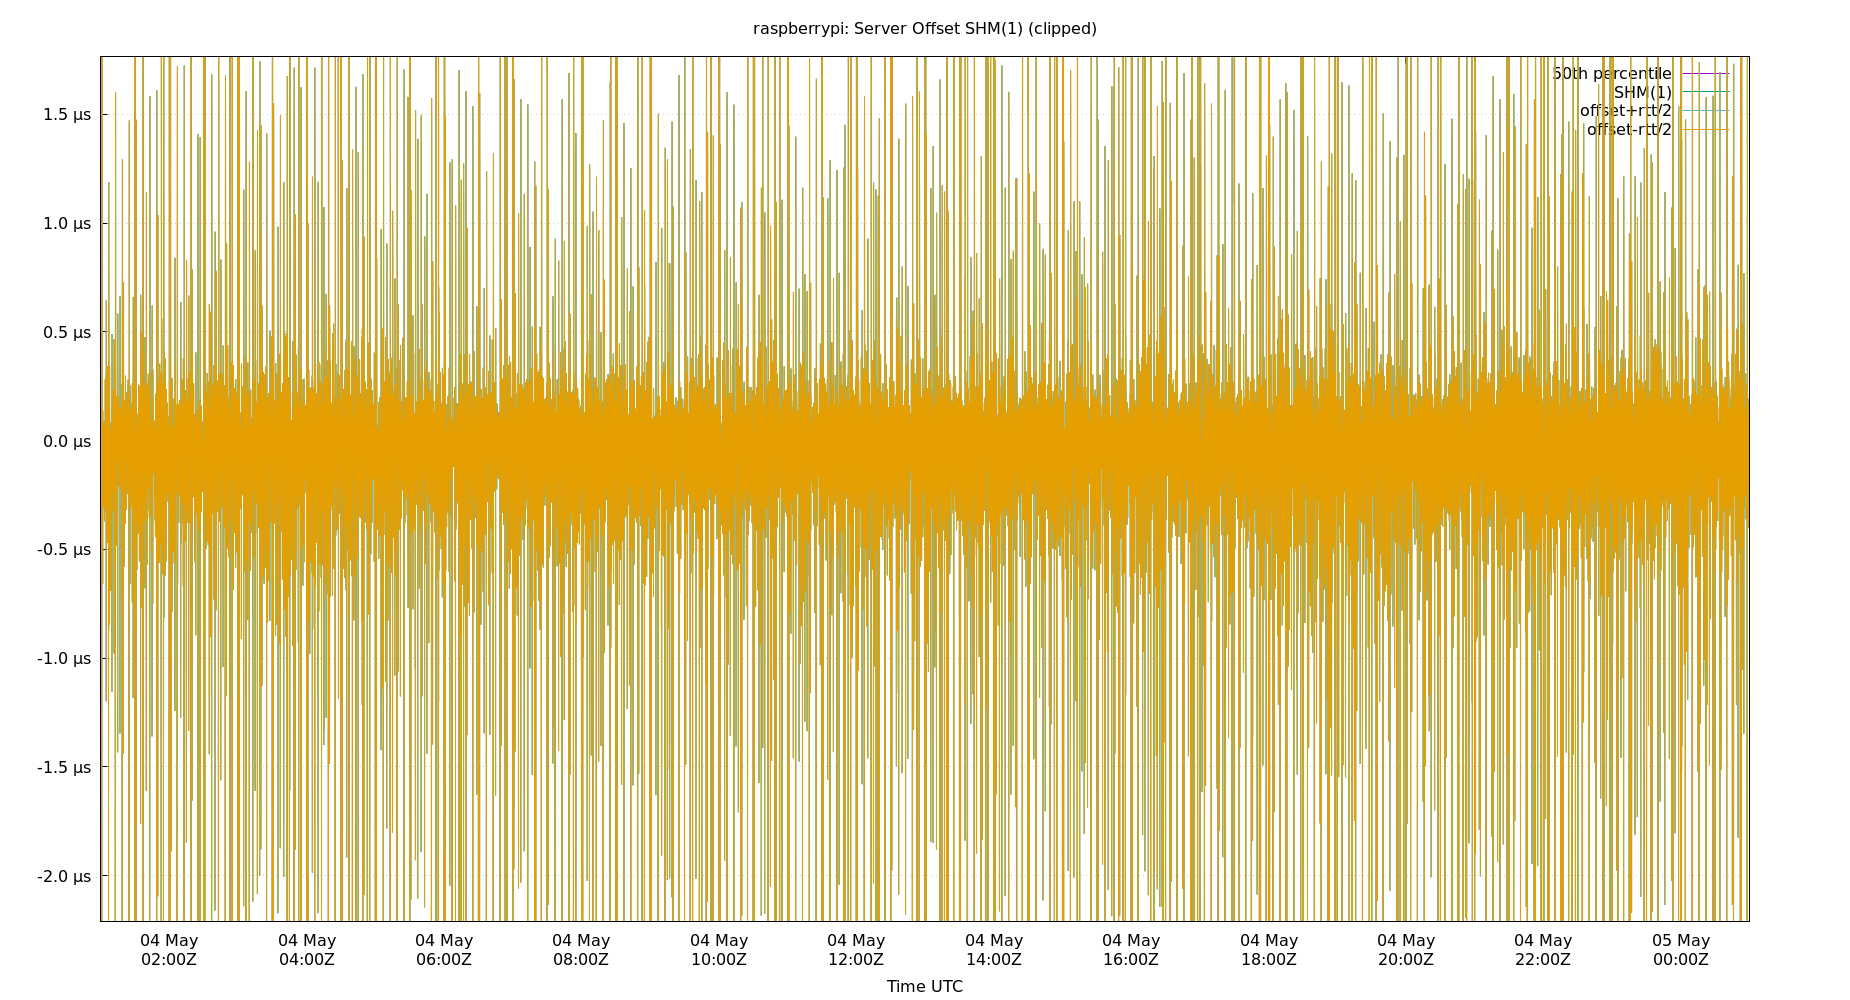 raspberrypi: Server Offset SHM(1) (clipped)
50th percentile
SHM(1)
offset+rtt/2
offset-rtt/2
1.5 µs
1.0 µs
0.5 µs
0.0 µs
-0.5 µs
-1.0 µs
-1.5 µs
-2.0 µs
04 May 04 May 04 May 04 May 04 May 04 May 04 May 04 May 04 May 04 May 04 May 05 May
02:00Z 04:00Z 06:00Z 08:00Z 10:00Z 12:00Z 14:00Z 16:00Z 18:00Z 20:00Z 22:00Z 00:00Z
Time UTC